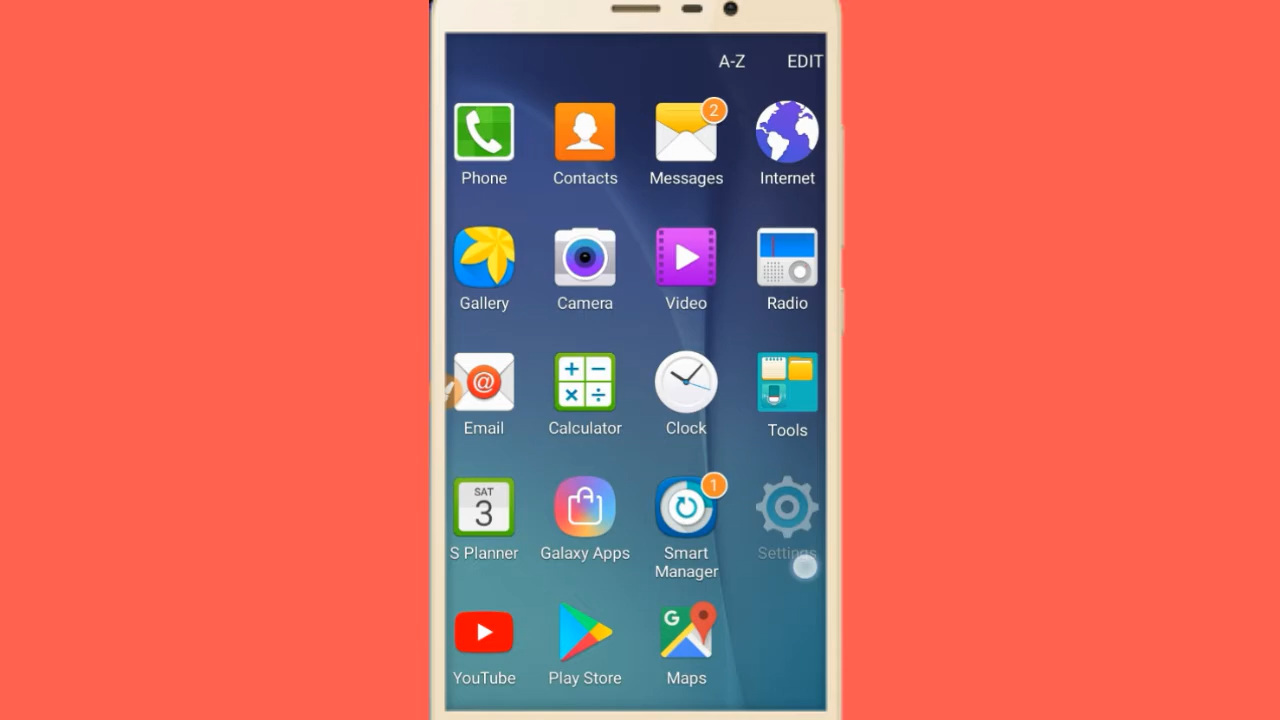 A-Z EDIT
2
Phone Contacts Messages Internet
Gallery Camera Video Radio
@
Email Calculator Clock Tools
SAT
3
1
S Planner Galaxy Apps Smart Manager Settings
G
YouTube Play Store Maps